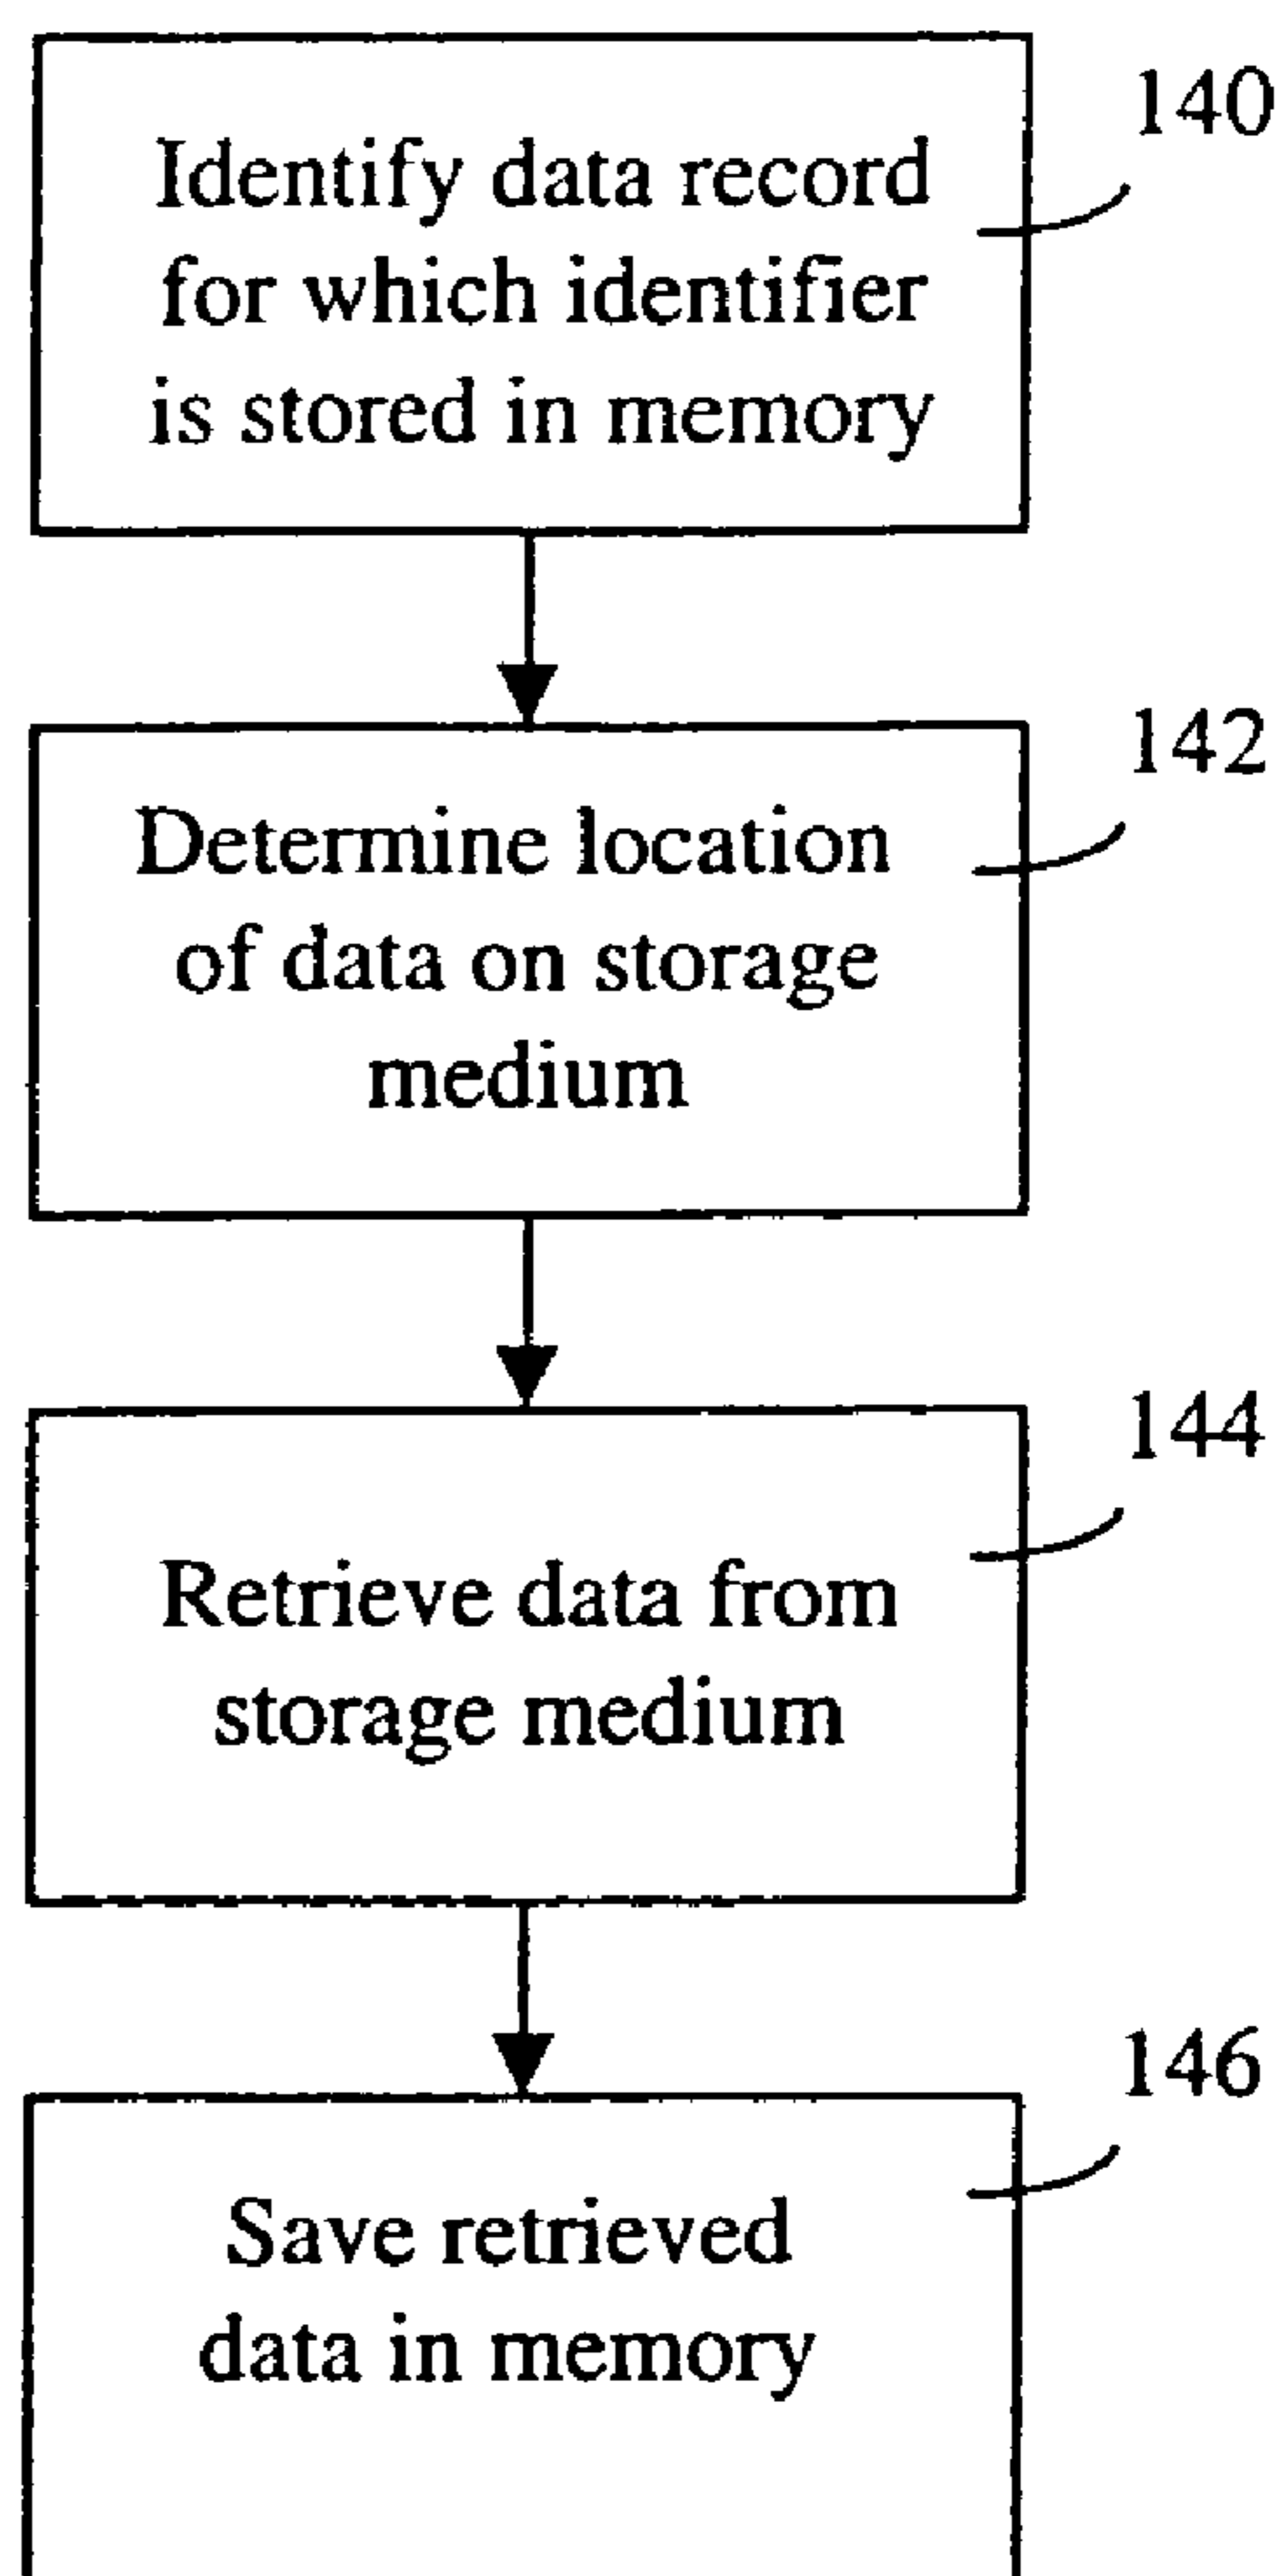 140
Identify data record
for which identifier
is stored in memory
142
Determine location
of data on storage
medium
144
Retrieve data from
storage medium
146
Save retrieved
data in memory